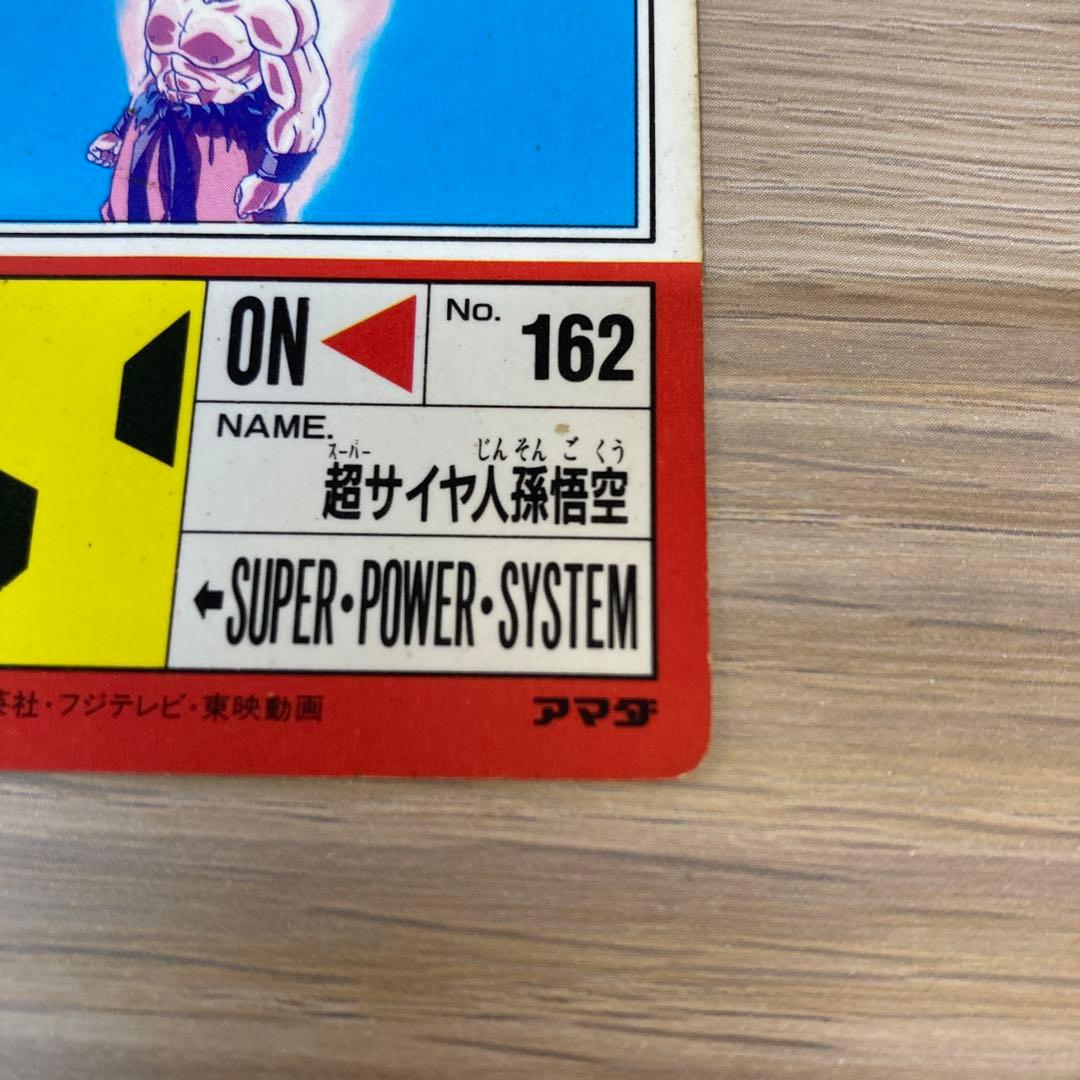 ON
No. 162
NAME.
スーパー じんそんごくう
超サイヤ人孫悟空
←SUPER・POWER・SYSTEM
社・フジテレビ・東映動画
アマダ